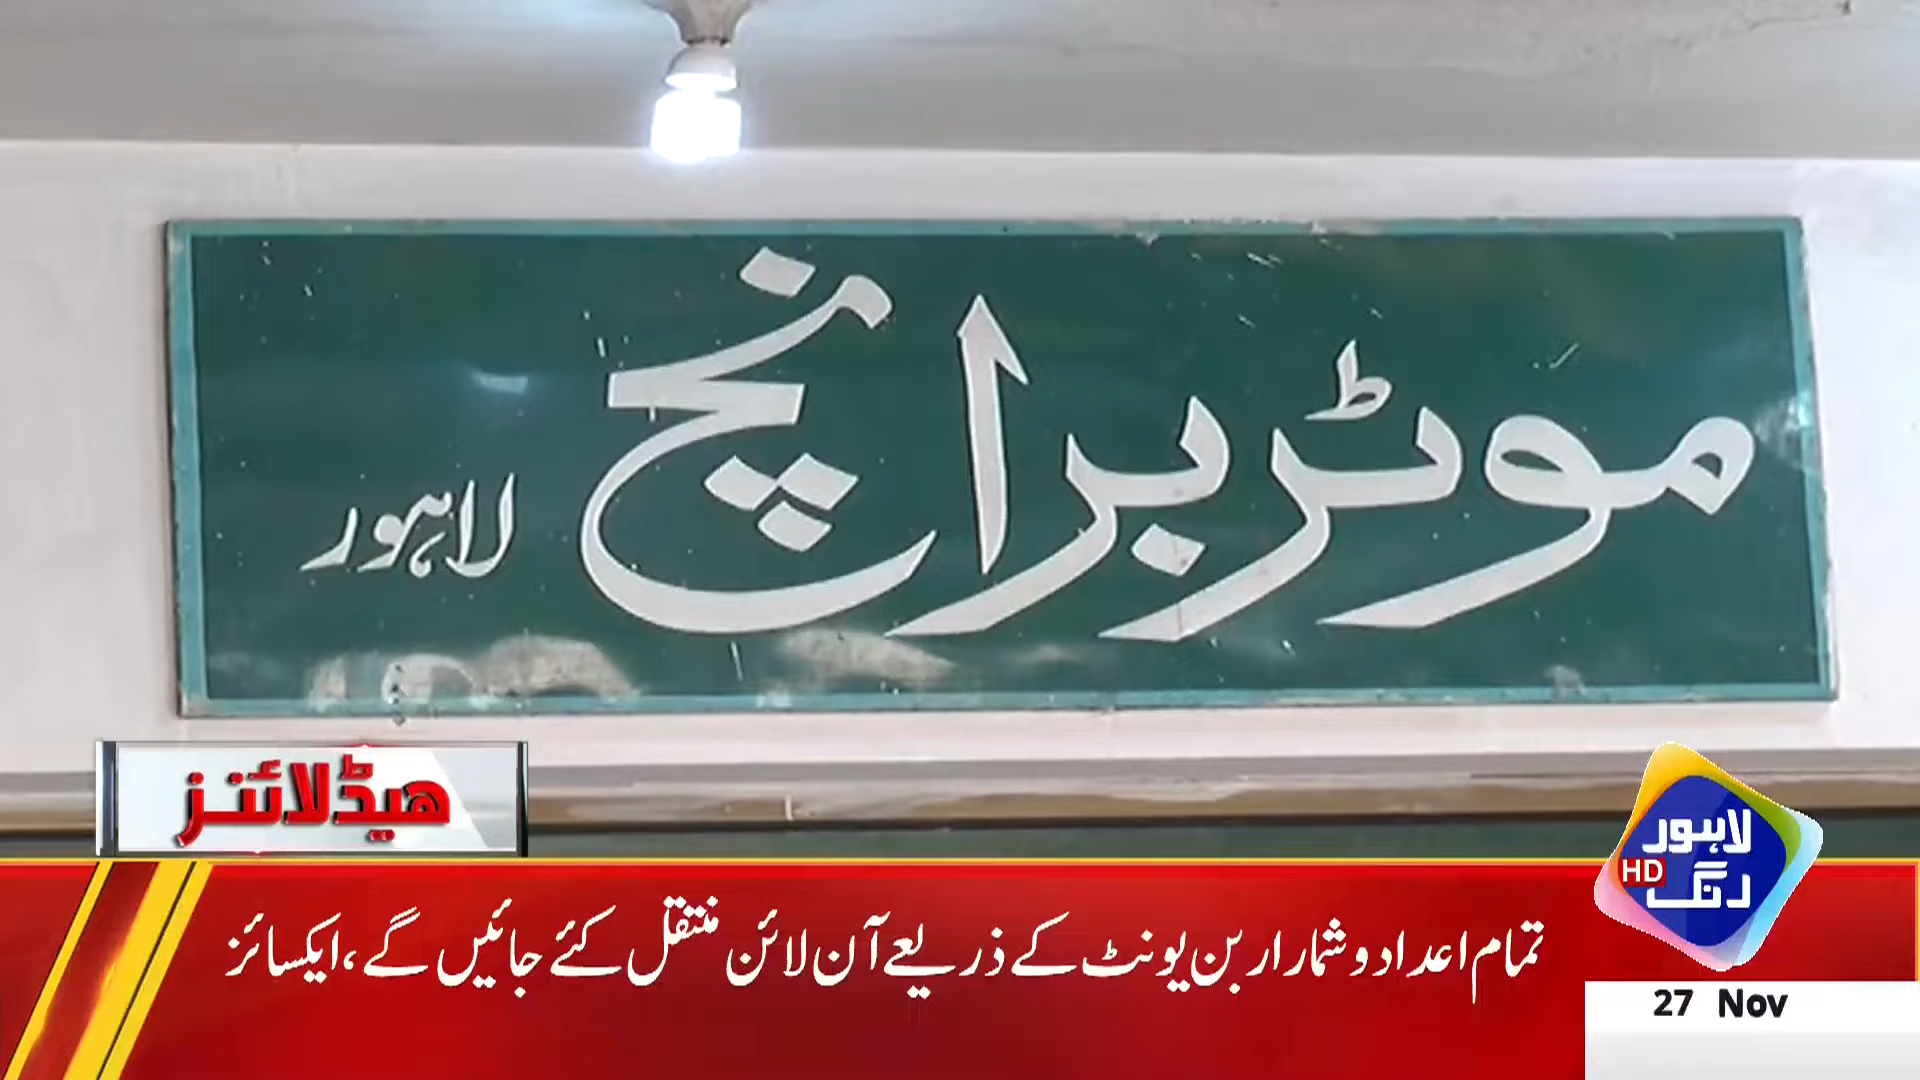 موٹر برانچ لاہور
ہیڈلائنز
لاہور
HD رنگ
تمام اعداد و شمار اربن یونٹ کے ذریعے آن لائن منتقل کئے جائیں گے، ایکسائز
27 Nov